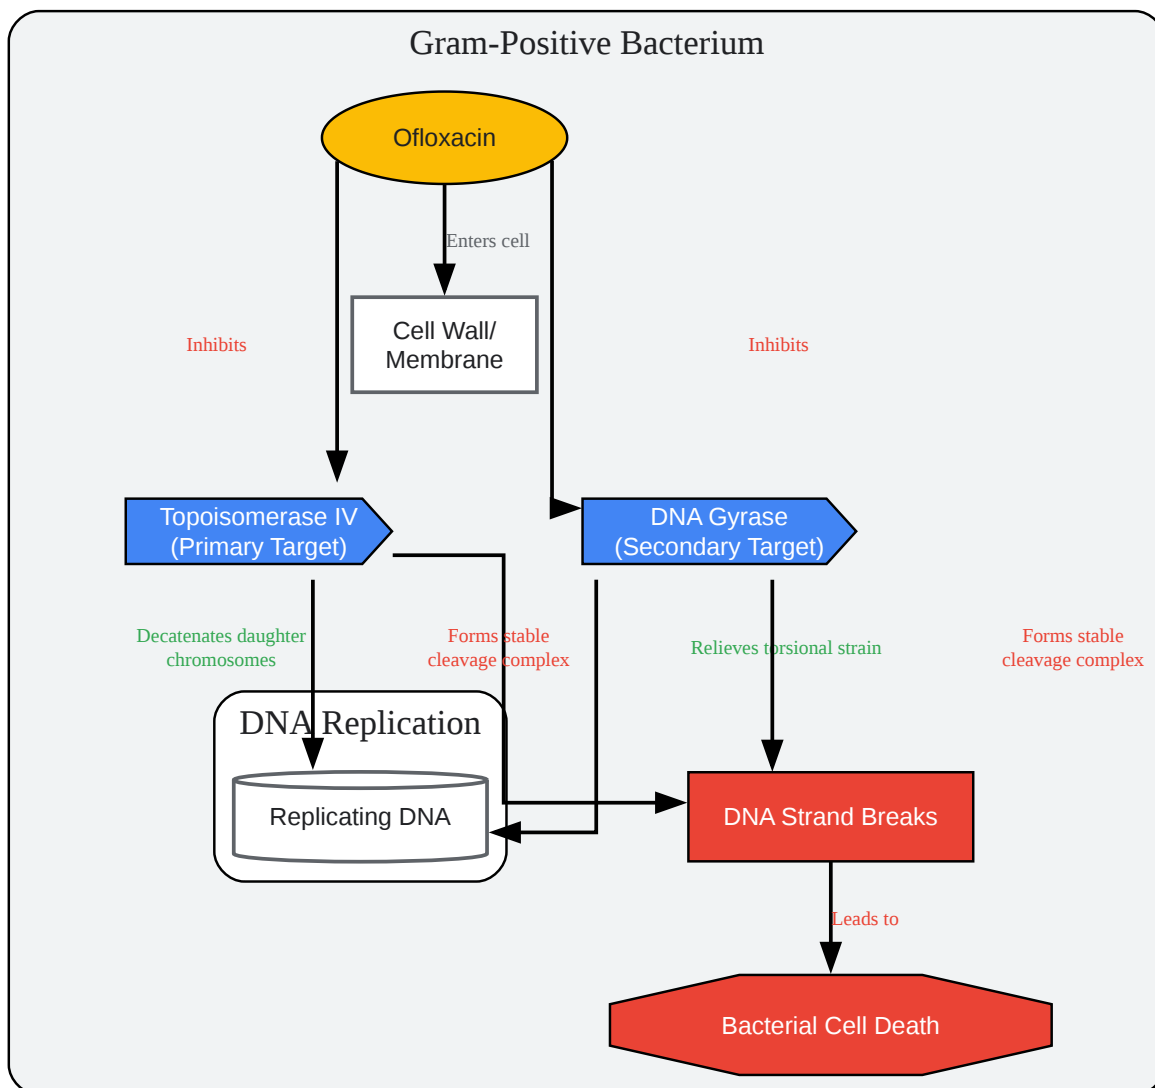 Gram-Positive Bacterium
Ofloxacin
Enters cell
Cell Wall/
Membrane
Inhibits
Inhibits
Topoisomerase IV
(Primary Target)
DNA Gyrase
(Secondary Target)
Decatenates daughter
chromosomes
Forms stable
cleavage complex
Relieves torsional strain
Forms stable
cleavage complex
DNA Replication
Replicating DNA
DNA Strand Breaks
Leads to
Bacterial Cell Death